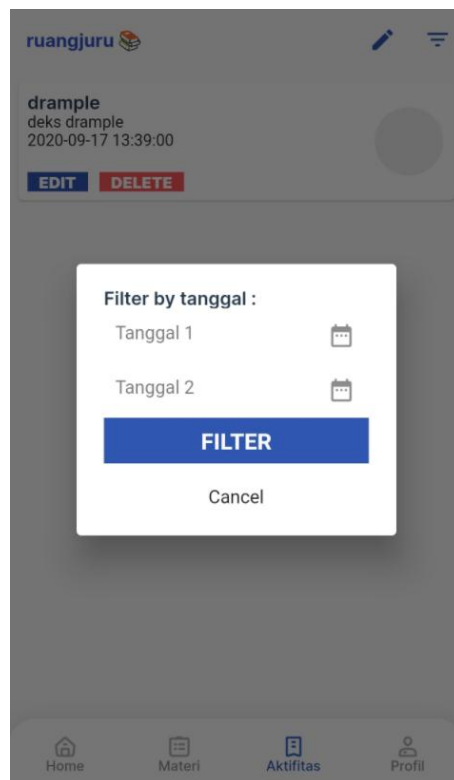 ruangjuru 📚
drample
deks drample
2020-09-17 13:39:00
EDIT DELETE
Filter by tanggal :
Tanggal 1
Tanggal 2
FILTER
Cancel
Home Materi Aktifitas Profil